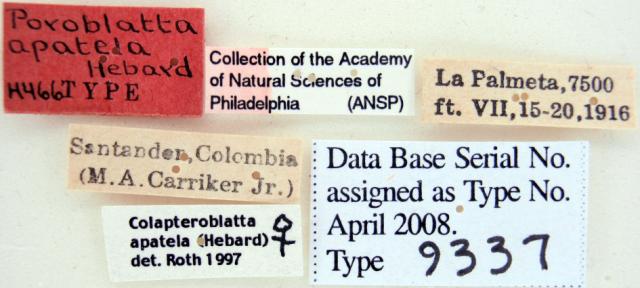 Poroblatta
apatela
Hebard
H466 TYPE
Collection of the Academy
of Natural Sciences of
Philadelphia (ANSP)
La Palmeta, 7500
ft. VII, 15-20, 1916
Santander, Colombia
(M. A. Carriker Jr.)
Colapteroblatta
apatela (Hebard) ♀
det. Roth 1997
Data Base Serial No.
assigned as Type No.
April 2008.
Type 9337